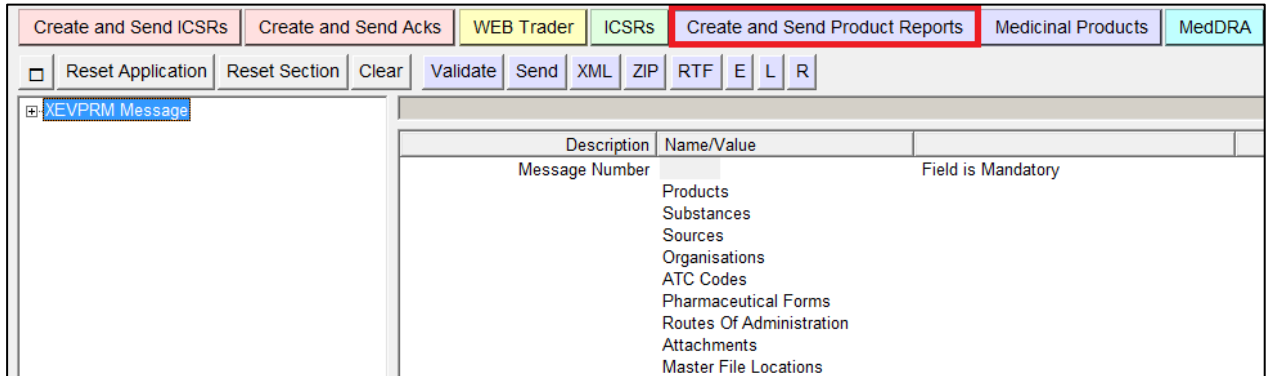 Create and Send ICSRs Create and Send Acks WEB Trader ICSRs Create and Send Product Reports Medicinal Products MedDRA
Reset Application Reset Section Clear Validate Send XML ZIP RTF E L R
XEVPRM Message
Description Name/Value
Message Number Field is Mandatory
Products
Substances
Sources
Organisations
ATC Codes
Pharmaceutical Forms
Routes Of Administration
Attachments
Master File Locations